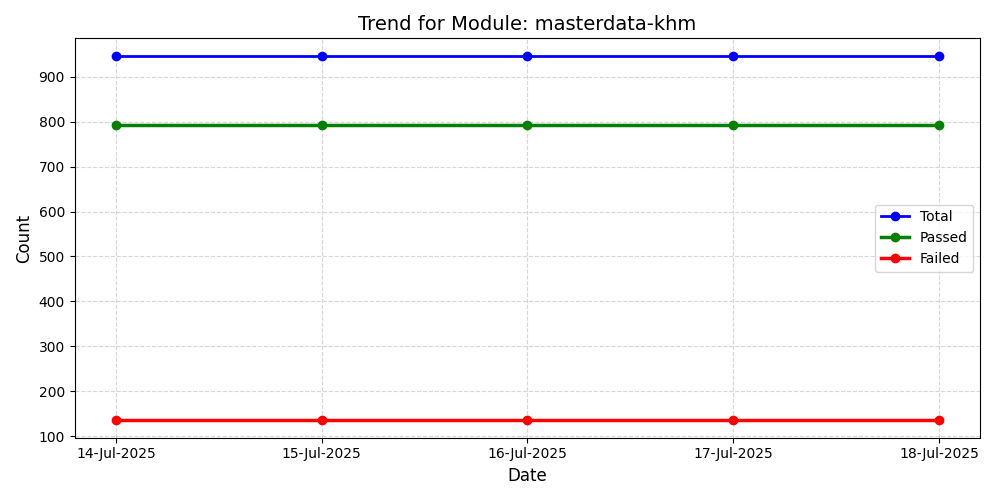 Trend for Module: masterdata-khm
Count
900
800
700
600
500
400
300
200
100
Total
Passed
Failed
14-Jul-2025
15-Jul-2025
16-Jul-2025
17-Jul-2025
18-Jul-2025
Date